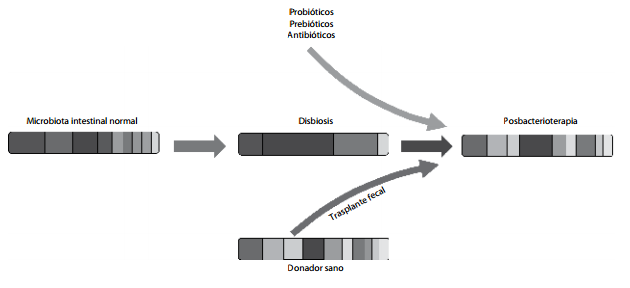 Probióticos
Prebióticos
Antibióticos
Microbiota intestinal normal
Disbiosis
Posbacterioterapia
Trasplante fecal
Donador sano